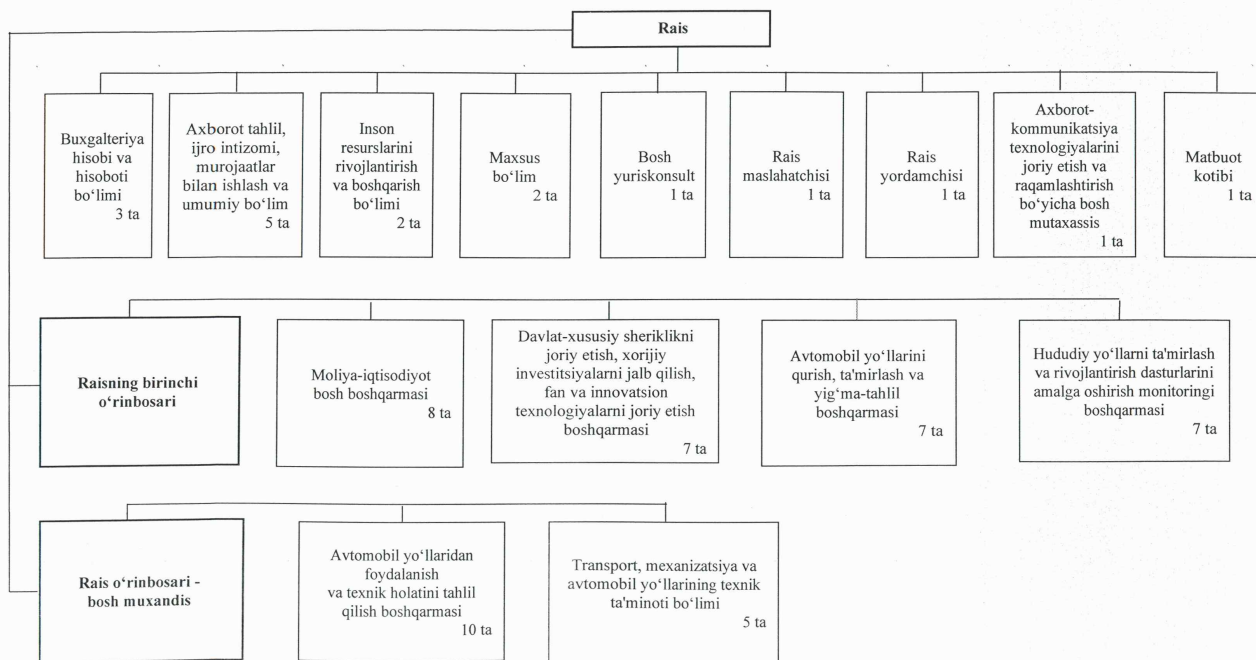 Rais
Buxgalteriya
hisobi va
hisoboti
bo‘limi
3 ta
Axborot tahlil,
ijro intizomi,
murojaatlar
bilan ishlash va
umumiy bo‘lim
5 ta
Inson
resurslarini
rivojlantirish
va boshqarish
bo‘limi
2 ta
Maxsus
bo‘lim
2 ta
Bosh
yuriskonsult
1 ta
Rais
maslahatchisi
1 ta
Rais
yordamchisi
1 ta
Axborot-
kommunikatsiya
texnologiyalarini
joriy etish va
raqamlashtirish
bo‘yicha bosh
mutaxassis
1 ta
Matbuot
kotibi
1 ta
Raisning birinchi
o‘rinbosari
Moliya-iqtisodiyot
bosh boshqarmasi
8 ta
Davlat-xususiy sheriklikni
joriy etish, xorijiy
investitsiyalarni jalb qilish,
fan va innovatsion
texnologiyalarni joriy etish
boshqarmasi
7 ta
Avtomobil yo‘llarini
qurish, ta'mirlash va
yig‘ma-tahlil
boshqarmasi
7 ta
Hududiy yo‘llarni ta'mirlash
va rivojlantirish dasturlarini
amalga oshirish monitoringi
boshqarmasi
7 ta
Rais o‘rinbosari -
bosh muxandis
Avtomobil yo‘llaridan
foydalanish
va texnik holatini tahlil
qilish boshqarmasi
10 ta
Transport, mexanizatsiya va
avtomobil yo‘llarining texnik
ta'minoti bo‘limi
5 ta